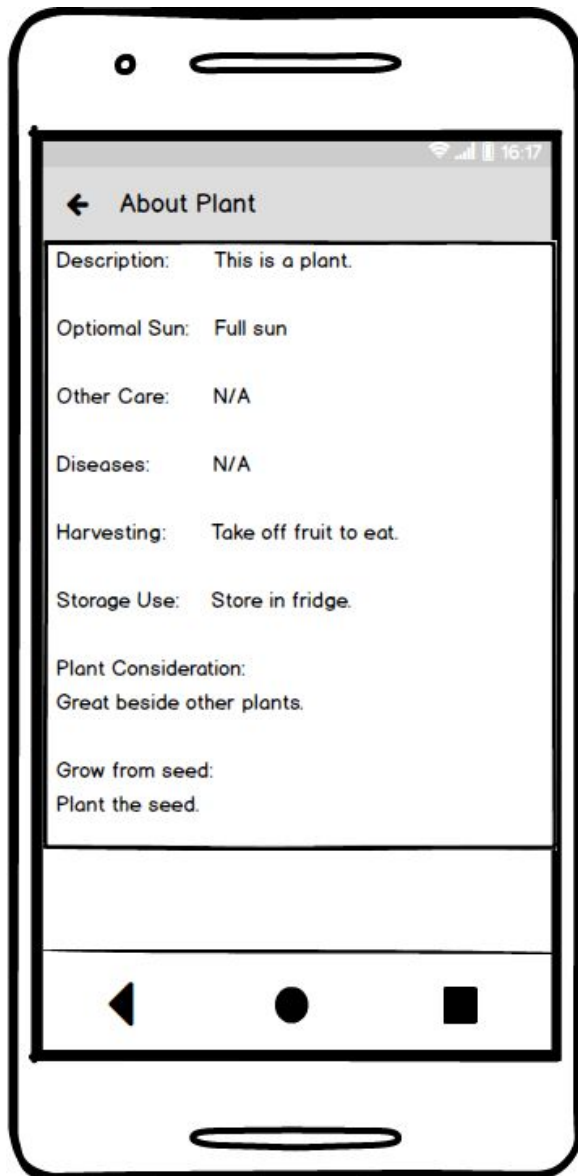 16:17
About Plant
Description: This is a plant.
Optiomal Sun: Full sun
Other Care: N/A
Diseases: N/A
Harvesting: Take off fruit to eat.
Storage Use: Store in fridge.
Plant Consideration:
Great beside other plants.
Grow from seed:
Plant the seed.